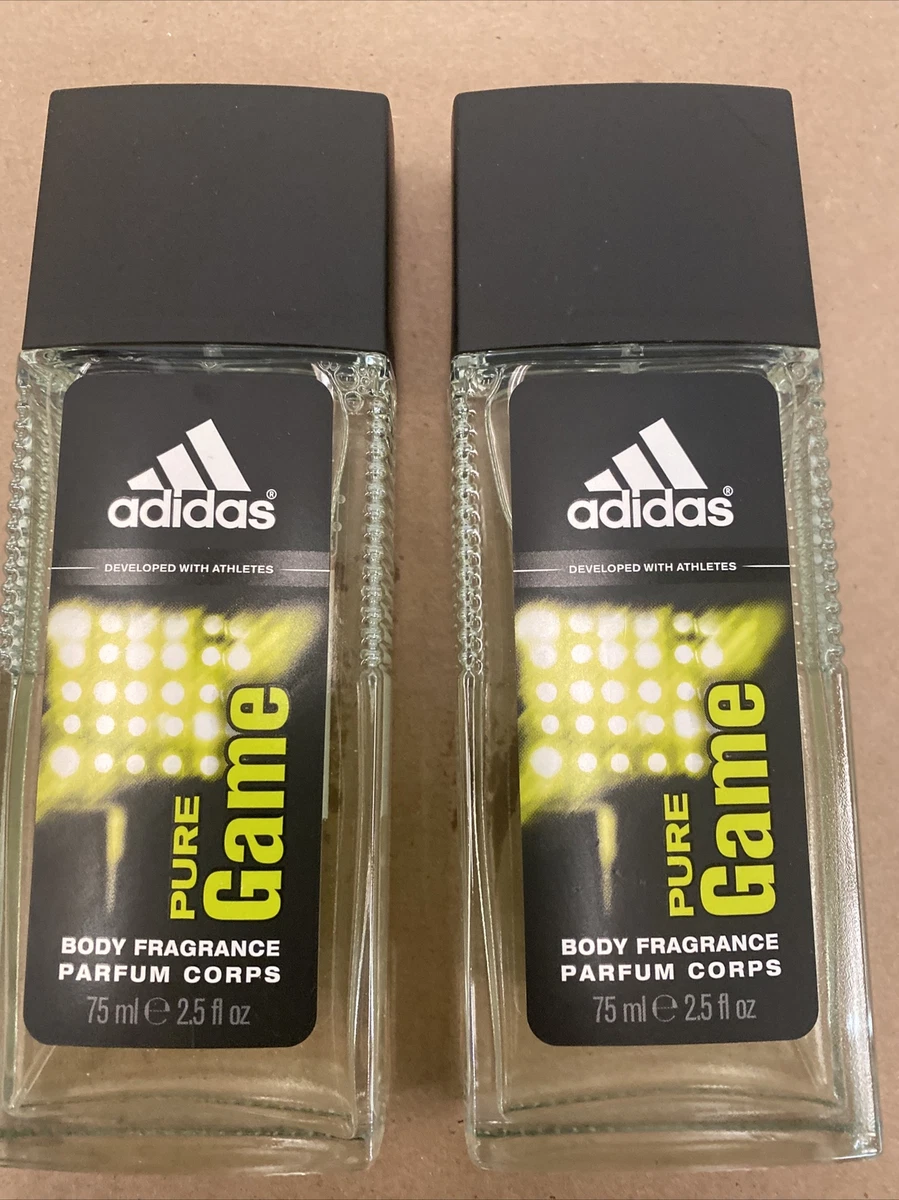 adidas®
DEVELOPED WITH ATHLETES
PURE
Game
BODY FRAGRANCE
PARFUM CORPS
75 ml ℮ 2.5 fl oz
adidas®
DEVELOPED WITH ATHLETES
PURE
Game
BODY FRAGRANCE
PARFUM CORPS
75 ml ℮ 2.5 fl oz